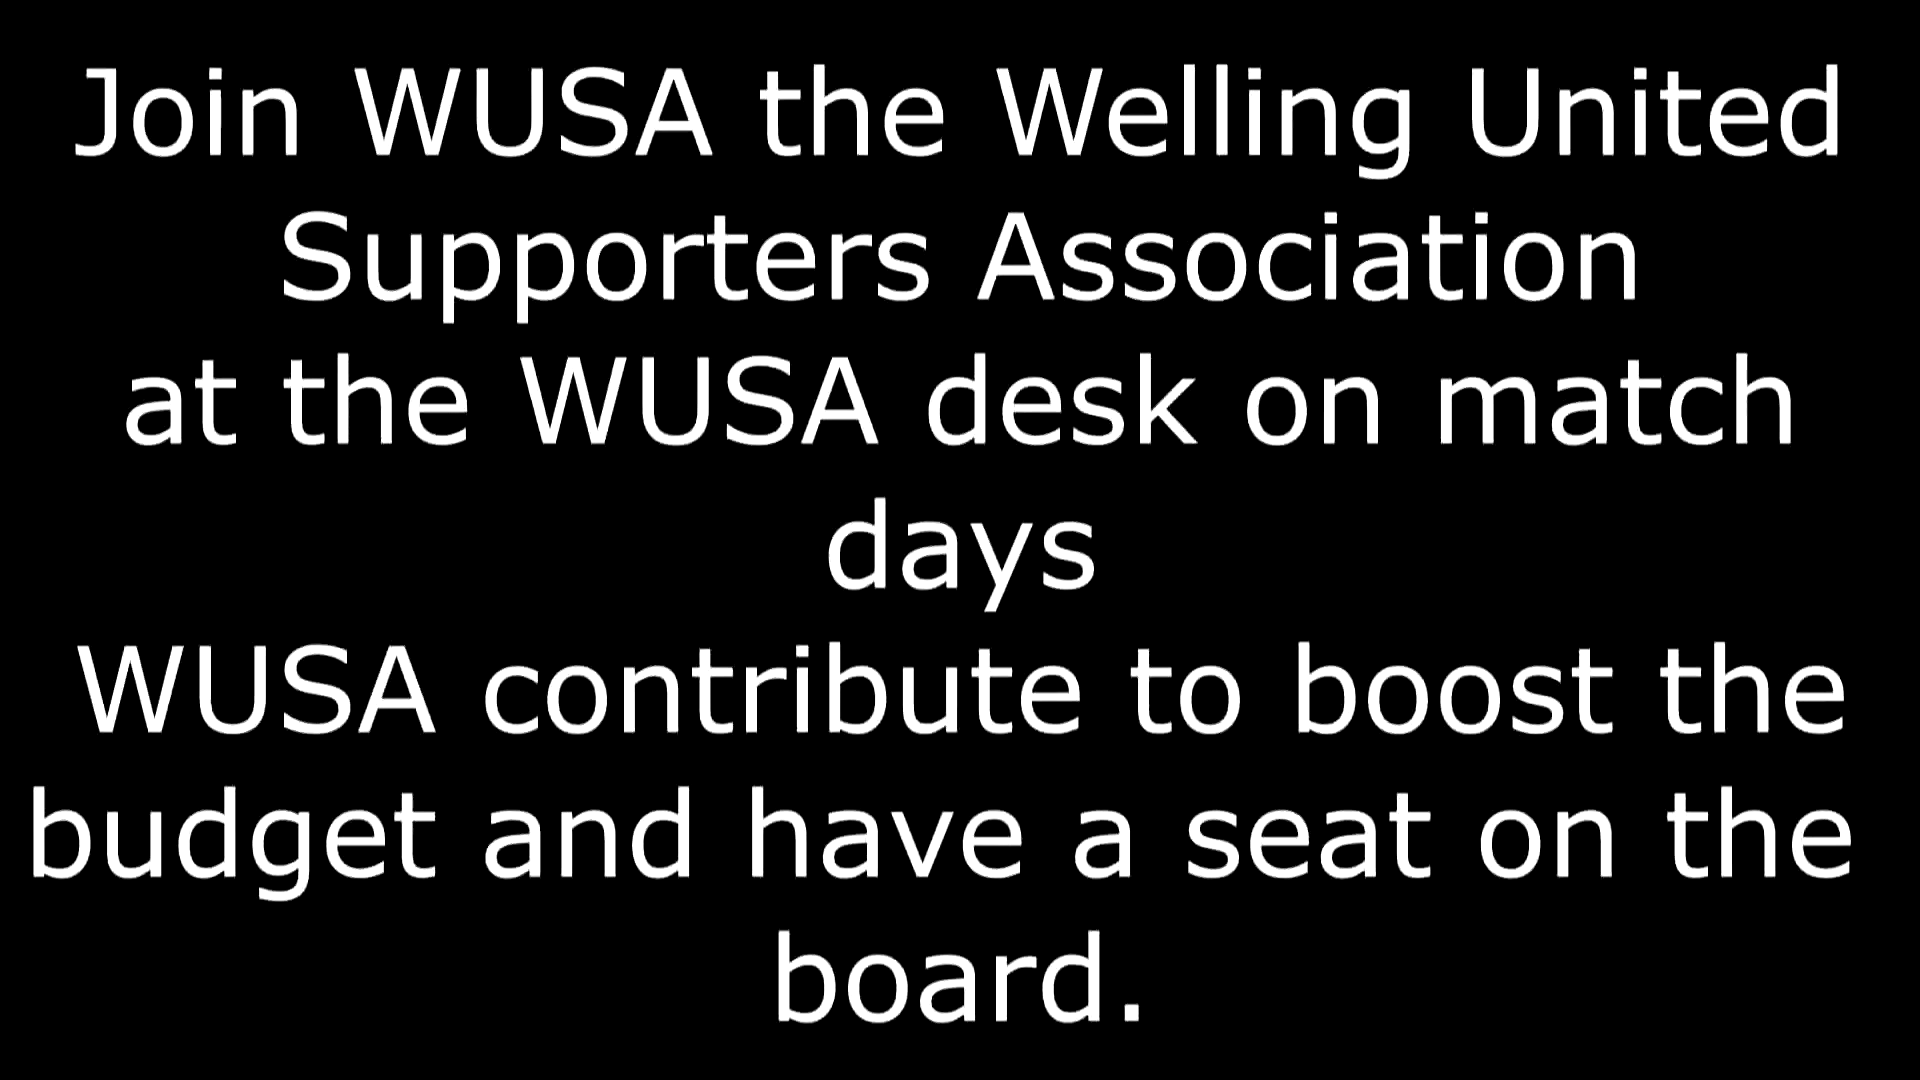 Join WUSA the Welling United
Supporters Association
at the WUSA desk on match
days
WUSA contribute to boost the
budget and have a seat on the
board.